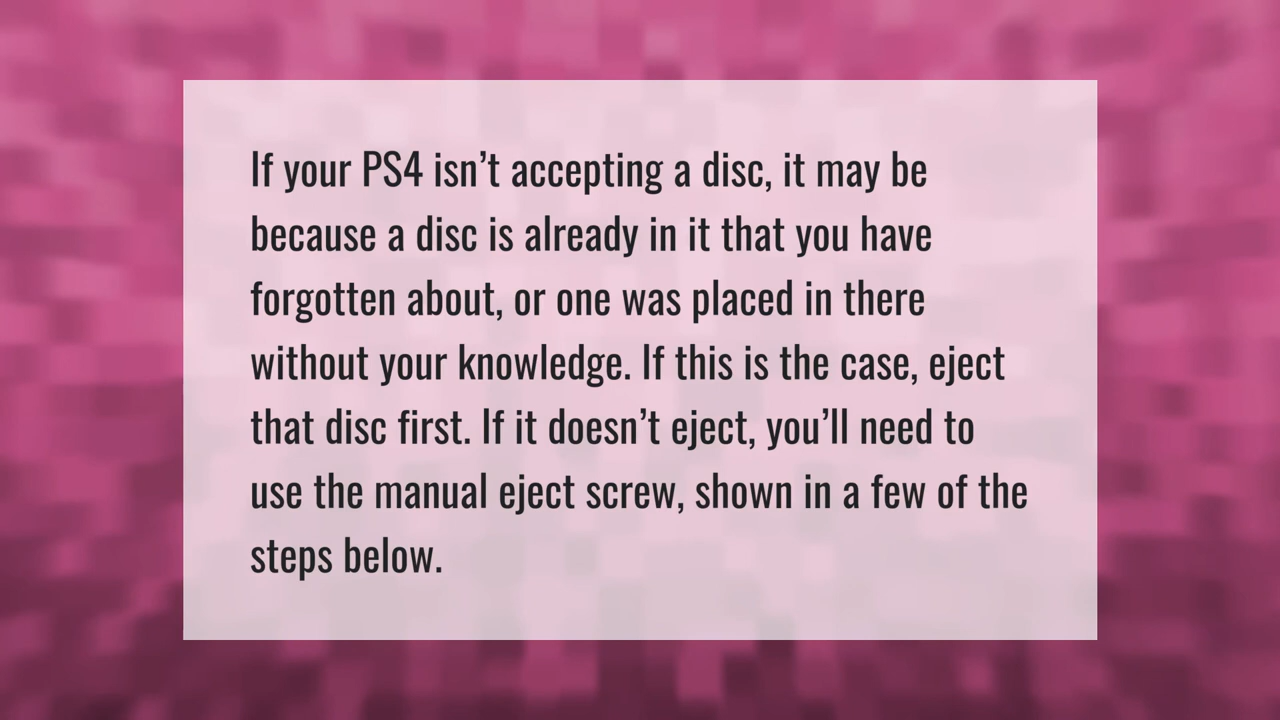 If your PS4 isn’t accepting a disc, it may be
because a disc is already in it that you have
forgotten about, or one was placed in there
without your knowledge. If this is the case, eject
that disc first. If it doesn’t eject, you’ll need to
use the manual eject screw, shown in a few of the
steps below.